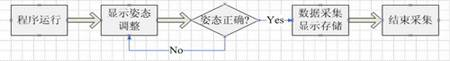 程序运行
显示姿态
调整
姿态正确?
Yes
No
数据采集
显示存储
结束采集